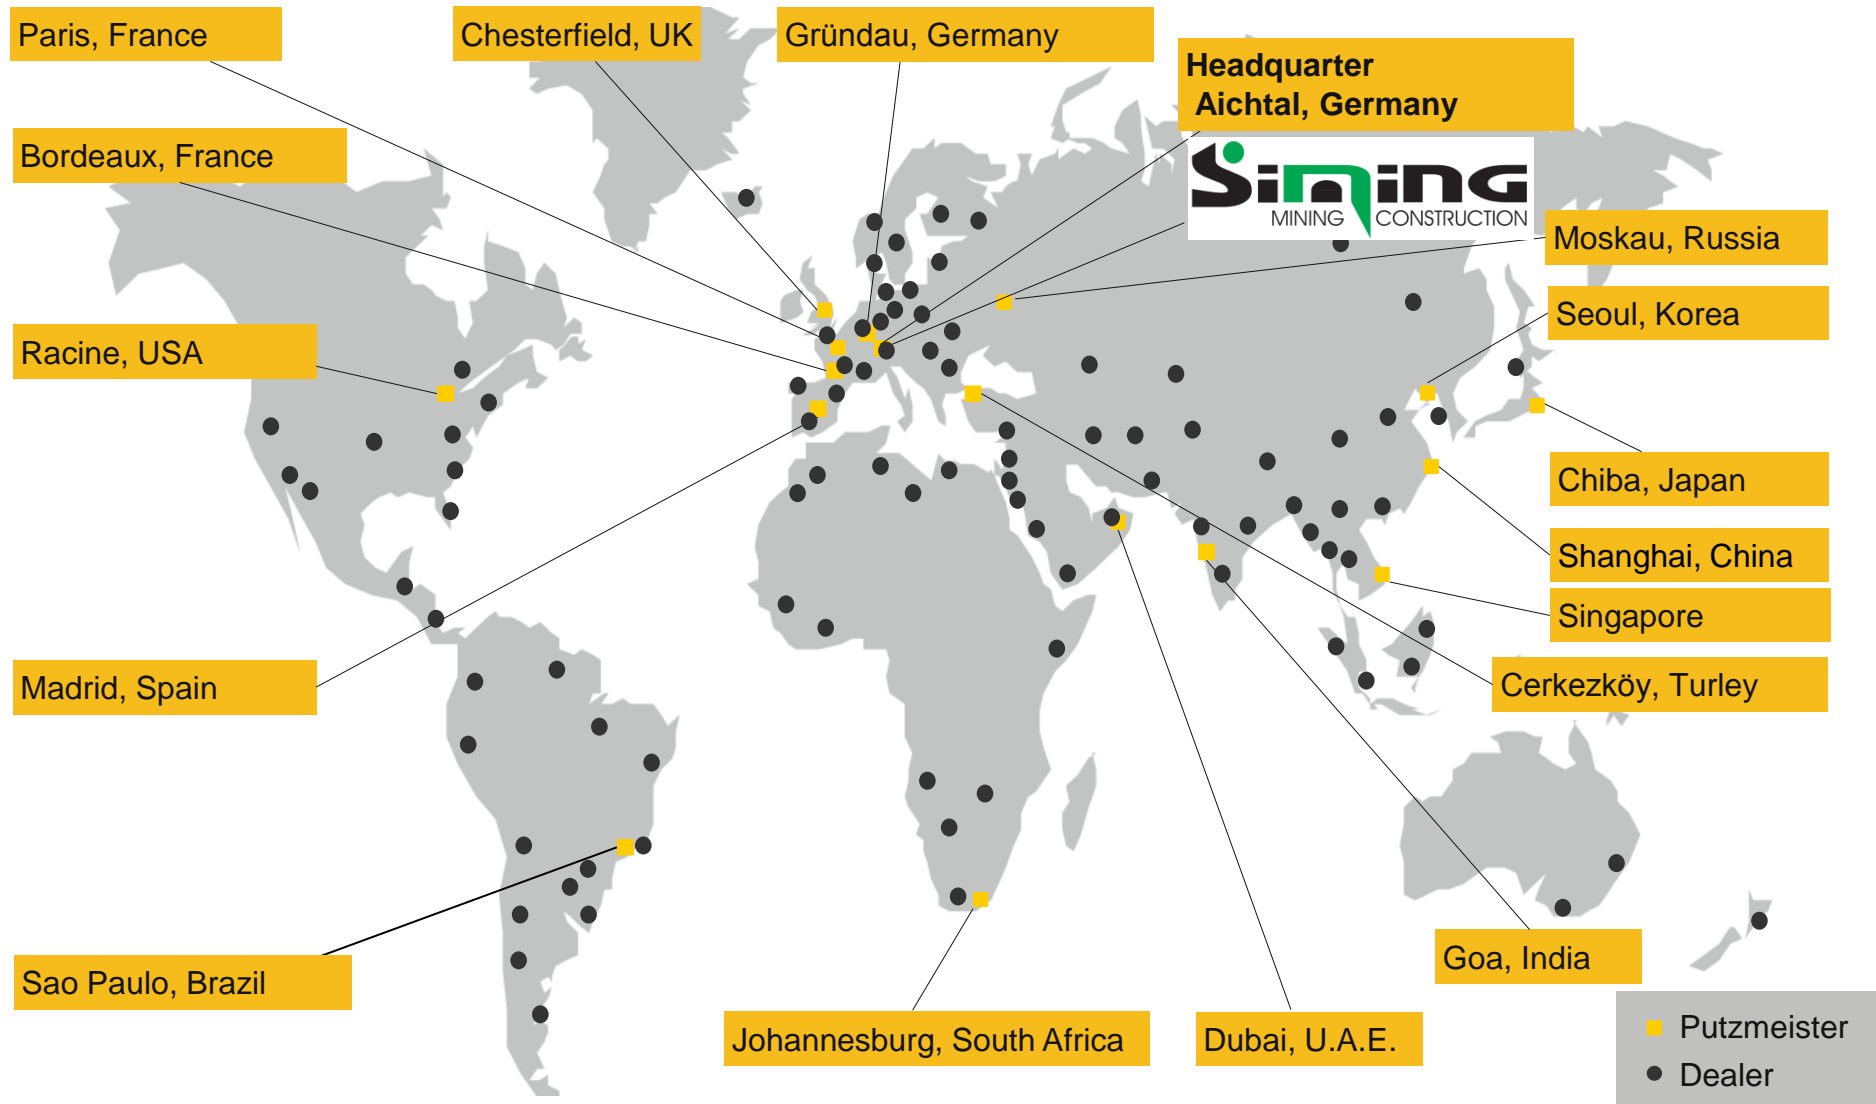 Paris, France
Chesterfield, UK
Gründau, Germany
Headquarter
Aichtal, Germany
Siming
MINING CONSTRUCTION
Bordeaux, France
Moskau, Russia
Seoul, Korea
Racine, USA
Chiba, Japan
Shanghai, China
Singapore
Madrid, Spain
Cerkezköy, Turley
Sao Paulo, Brazil
Goa, India
Johannesburg, South Africa
Dubai, U.A.E.
Putzmeister
Dealer